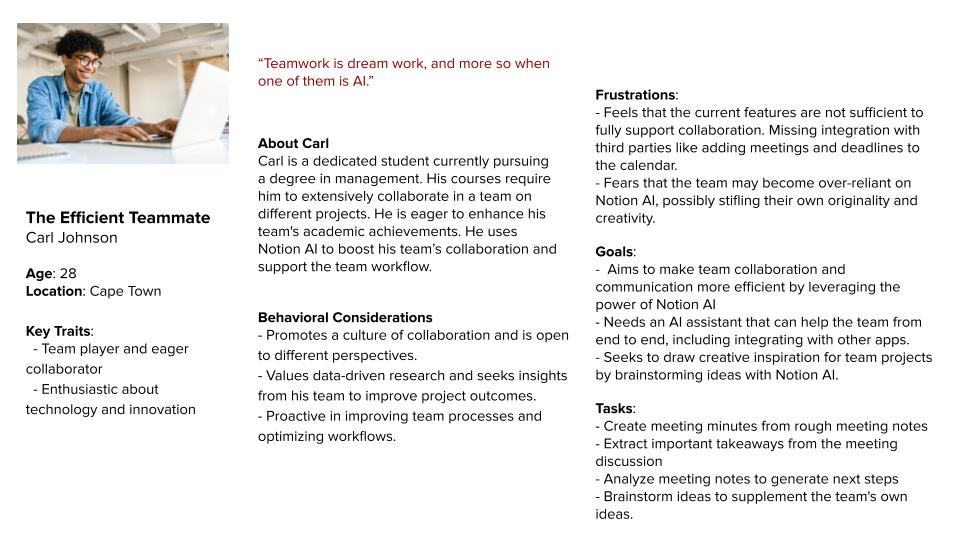 The Efficient Teammate
Carl Johnson
Age: 28
Location: Cape Town
Key Traits:
- Team player and eager
collaborator
- Enthusiastic about
technology and innovation
“Teamwork is dream work, and more so when
one of them is AI.”
About Carl
Carl is a dedicated student currently pursuing
a degree in management. His courses require
him to extensively collaborate in a team on
different projects. He is eager to enhance his
team's academic achievements. He uses
Notion AI to boost his team’s collaboration and
support the team workflow.
Behavioral Considerations
- Promotes a culture of collaboration and is open
to different perspectives.
- Values data-driven research and seeks insights
from his team to improve project outcomes.
- Proactive in improving team processes and
optimizing workflows.
Frustrations:
- Feels that the current features are not sufficient to
fully support collaboration. Missing integration with
third parties like adding meetings and deadlines to
the calendar.
- Fears that the team may become over-reliant on
Notion AI, possibly stifling their own originality and
creativity.
Goals:
- Aims to make team collaboration and
communication more efficient by leveraging the
power of Notion AI
- Needs an AI assistant that can help the team from
end to end, including integrating with other apps.
- Seeks to draw creative inspiration for team projects
by brainstorming ideas with Notion AI.
Tasks:
- Create meeting minutes from rough meeting notes
- Extract important takeaways from the meeting
discussion
- Analyze meeting notes to generate next steps
- Brainstorm ideas to supplement the team's own
ideas.